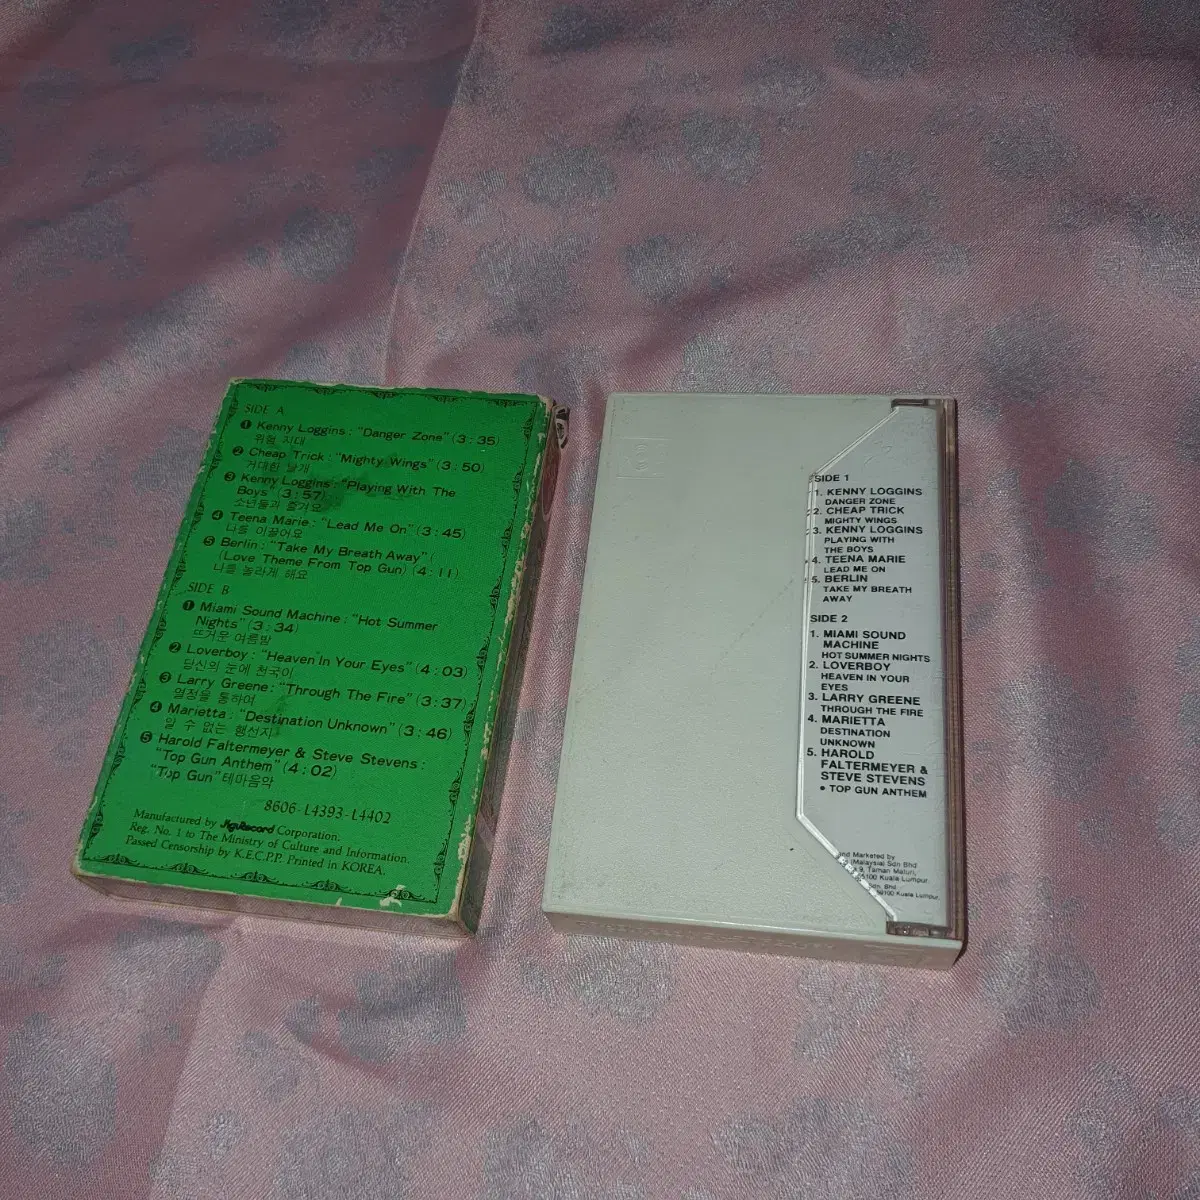 SIDE A
❶ Kenny Loggins : "Danger Zone" (3 : 35)
위험 지대
❷ Cheap Trick : "Mighty Wings" (3 : 50)
거대한 날개
❸ Kenny Loggins : "Playing With The
Boys" (3 : 57)
소년들과 즐겨요
❹ Teena Marie : "Lead Me On" (3 : 45)
나를 이끌어요
❺ Berlin : "Take My Breath Away"
(Love Theme From Top Gun) (4 : 11)
나를 놀라게 해요
SIDE B
❶ Miami Sound Machine : "Hot Summer
Nights" (3 : 34)
뜨거운 여름밤
❷ Loverboy : "Heaven In Your Eyes" (4 : 03)
당신의 눈에 천국이
❸ Larry Greene : "Through The Fire" (3 : 37)
열정을 통하여
❹ Marietta : "Destination Unknown" (3 : 46)
알 수 없는 행선지
❺ Harold Faltermeyer & Steve Stevens :
"Top Gun Anthem" (4 : 02)
"Top Gun" 테마음악
8606-L4393-L4402
Manufactured by JiguRecord Corporation.
Reg. No. 1 to The Ministry of Culture and Information.
Passed Censorship by K.E.C.P.P. Printed in KOREA.
SIDE 1
1. KENNY LOGGINS
DANGER ZONE
2. CHEAP TRICK
MIGHTY WINGS
3. KENNY LOGGINS
PLAYING WITH
THE BOYS
4. TEENA MARIE
LEAD ME ON
5. BERLIN
TAKE MY BREATH
AWAY
SIDE 2
1. MIAMI SOUND
MACHINE
HOT SUMMER NIGHTS
2. LOVERBOY
HEAVEN IN YOUR
EYES
3. LARRY GREENE
THROUGH THE FIRE
4. MARIETTA
DESTINATION
UNKNOWN
5. HAROLD
FALTERMEYER &
STEVE STEVENS
• TOP GUN ANTHEM
Marketed by
(Malaysia) Sdn Bhd
9, Taman Maluri,
Kuala Lumpur.
Sdn. Bhd
Kuala Lumpur.